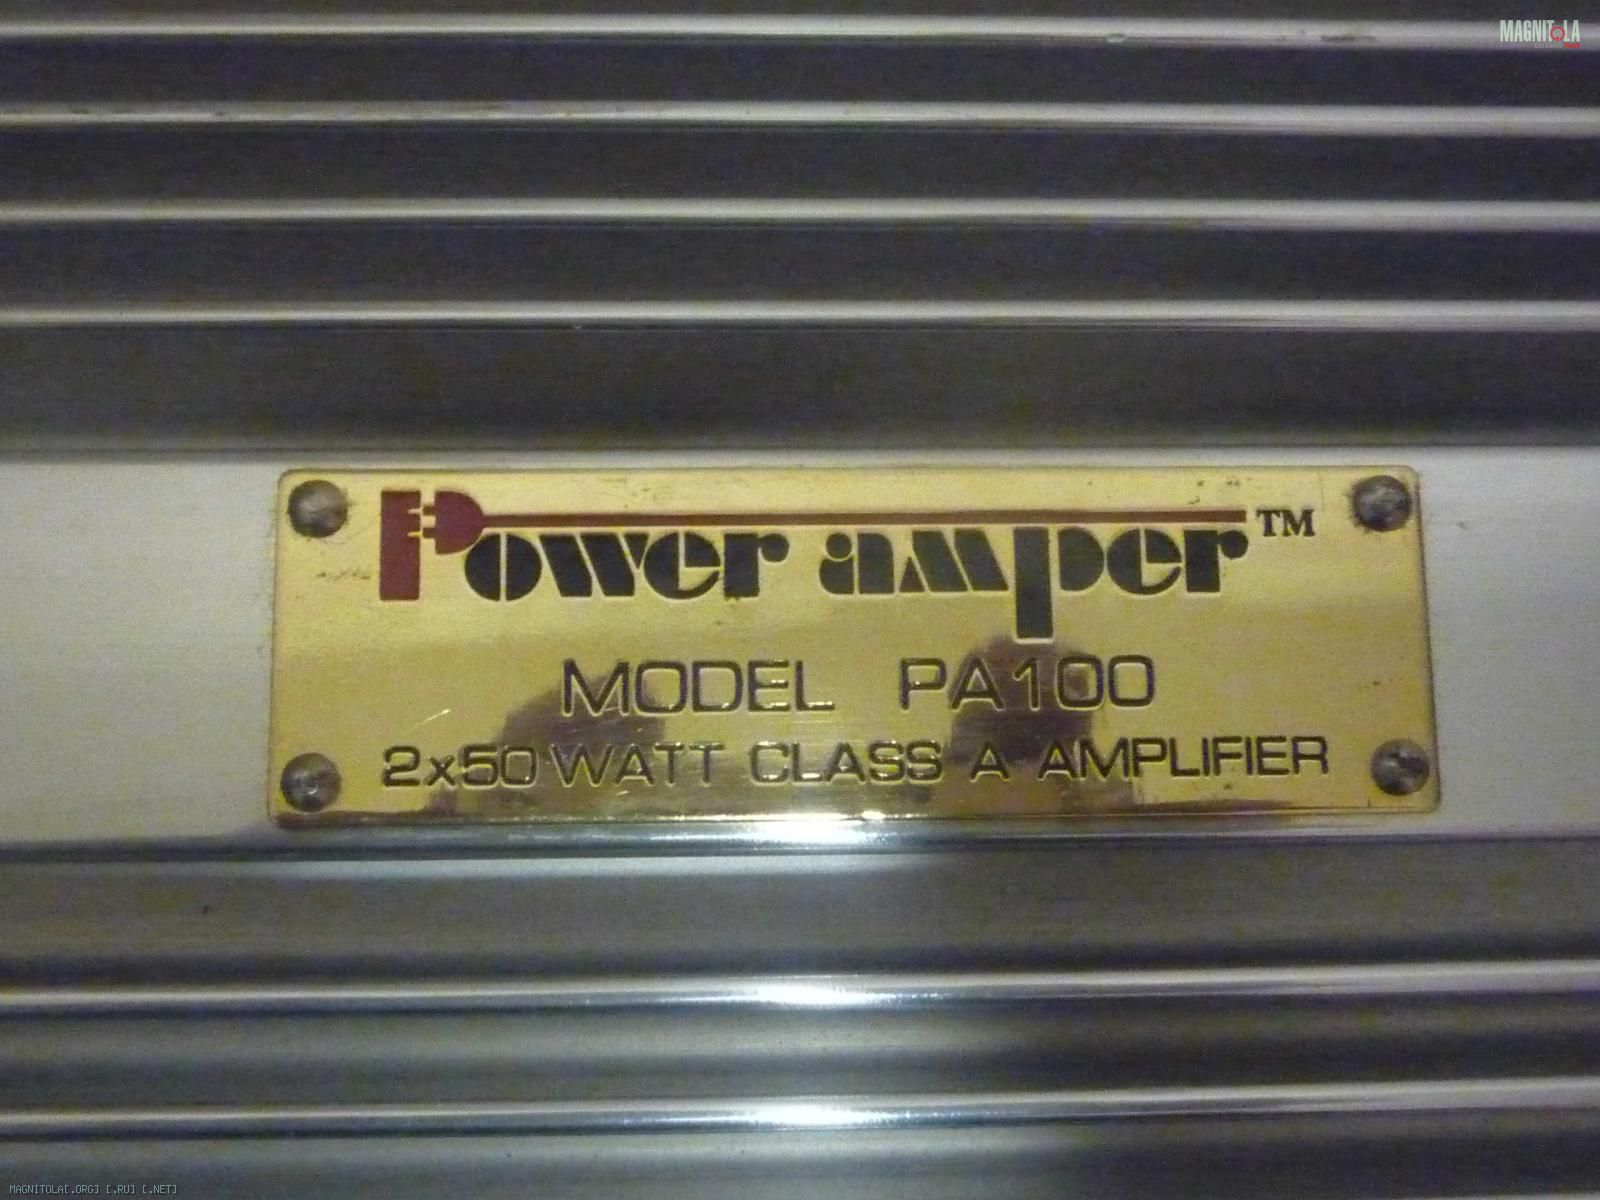 MAGNITOLA
Power amper™
MODEL PA100
2x50 WATT CLASS A AMPLIFIER
MAGNITOLA[.ORG] [.RU] [.NET]